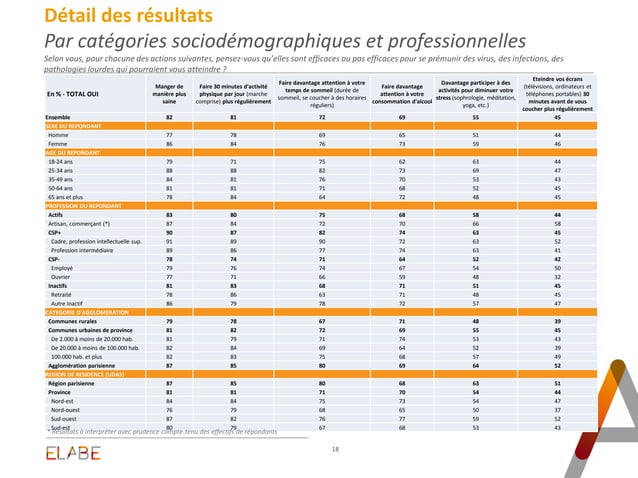 Détail des résultats
Par catégories sociodémographiques et professionnelles
Selon vous, pour chacune des actions suivantes, pensez-vous qu'elles sont efficaces ou pas efficaces pour se prémunir des virus, des infections, des
pathologies lourdes qui pourraient vous atteindre ?
En % - TOTAL OUI
Manger de manière plus saine
Faire 30 minutes d'activité physique par jour (marche comprise) plus régulièrement
Faire davantage attention à votre temps de sommeil (durée de sommeil, se coucher à des horaires réguliers)
Faire davantage attention à votre consommation d'alcool
Davantage participer à des activités pour diminuer votre stress (sophrologie, méditation, yoga, etc.)
Eteindre vos écrans (télévisions, ordinateurs et téléphones portables) 30 minutes avant de vous coucher plus régulièrement
Ensemble 82 81 72 69 55 45
SEXE DU REPONDANT
Homme 77 78 69 65 51 44
Femme 86 84 76 73 59 46
AGE DU REPONDANT
18-24 ans 79 71 75 62 63 44
25-34 ans 88 88 82 73 69 47
35-49 ans 84 81 76 70 53 43
50-64 ans 81 81 71 68 52 45
65 ans et plus 78 84 64 72 48 45
PROFESSION DU REPONDANT
Actifs 83 80 75 68 58 44
Artisan, commerçant (*) 87 84 72 70 66 58
CSP+ 90 87 82 74 63 45
Cadre, profession intellectuelle sup. 91 89 90 72 63 52
Profession intermédiaire 89 86 77 74 63 41
CSP- 78 74 71 64 52 42
Employé 79 76 74 67 54 50
Ouvrier 77 71 66 59 48 32
Inactifs 81 83 68 71 51 45
Retraité 78 86 63 71 48 45
Autre Inactif 86 79 78 72 57 47
CATEGORIE D'AGGLOMERATION
Communes rurales 79 78 67 71 48 39
Communes urbaines de province 81 82 72 69 55 45
De 2.000 à moins de 20.000 hab. 81 79 71 74 53 43
De 20.000 à moins de 100.000 hab. 82 84 69 64 52 39
100.000 hab. et plus 82 83 75 68 57 49
Agglomération parisienne 87 85 80 69 64 52
REGION DE RESIDENCE (UDA5)
Région parisienne 87 85 80 68 63 51
Province 81 81 71 70 54 44
Nord-est 84 84 75 73 54 47
Nord-ouest 76 79 68 65 50 37
Sud-ouest 87 82 76 77 59 52
Sud-est 80 79 67 68 53 43
* Résultats à interpréter avec prudence compte-tenu des effectifs de répondants
ELABE
18